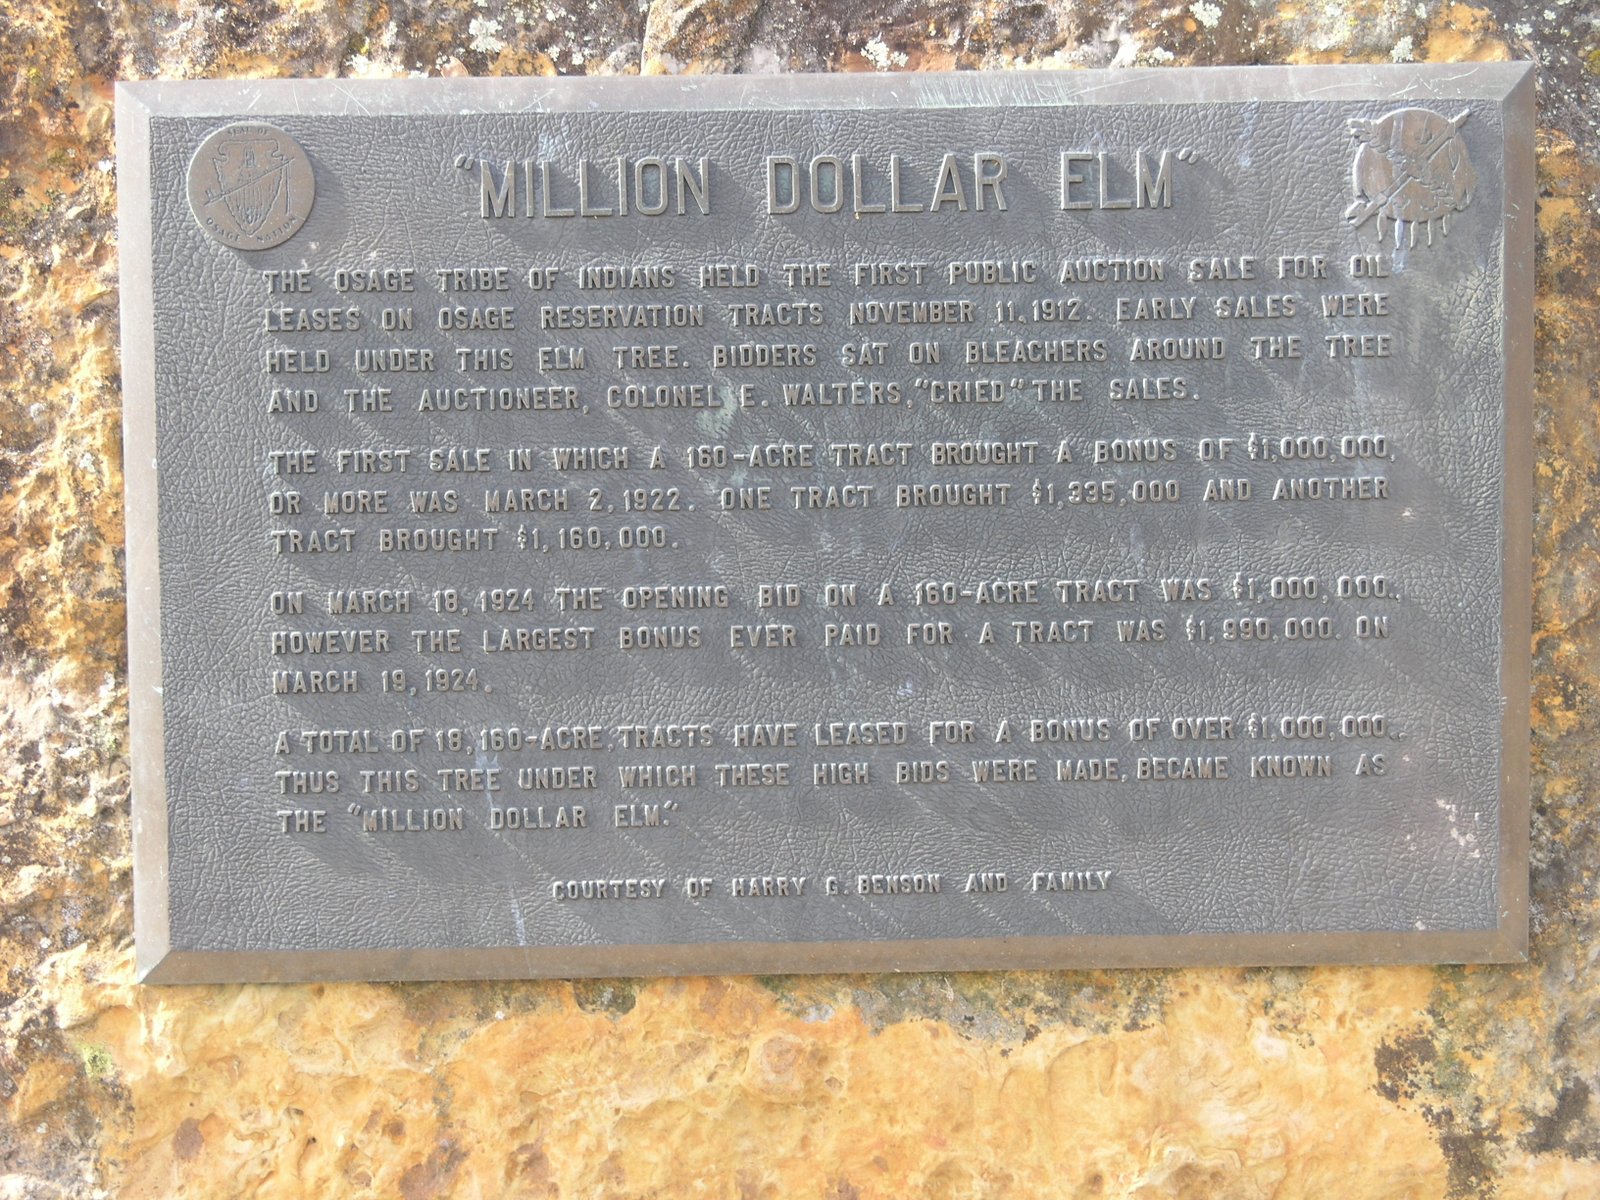 SEAL OF
OSAGE NATION
"MILLION DOLLAR ELM"
THE OSAGE TRIBE OF INDIANS HELD THE FIRST PUBLIC AUCTION SALE FOR OIL
LEASES ON OSAGE RESERVATION TRACTS NOVEMBER 11, 1912. EARLY SALES WERE
HELD UNDER THIS ELM TREE. BIDDERS SAT ON BLEACHERS AROUND THE TREE
AND THE AUCTIONEER, COLONEL E. WALTERS, "CRIED" THE SALES.
THE FIRST SALE IN WHICH A 160-ACRE TRACT BROUGHT A BONUS OF $1,000,000,
OR MORE WAS MARCH 2, 1922. ONE TRACT BROUGHT $1,335,000 AND ANOTHER
TRACT BROUGHT $1,160,000.
ON MARCH 18, 1924 THE OPENING BID ON A 160-ACRE TRACT WAS $1,000,000.,
HOWEVER THE LARGEST BONUS EVER PAID FOR A TRACT WAS $1,990,000. ON
MARCH 19, 1924.
A TOTAL OF 18, 160-ACRE, TRACTS HAVE LEASED FOR A BONUS OF OVER $1,000,000..
THUS THIS TREE UNDER WHICH THESE HIGH BIDS WERE MADE, BECAME KNOWN AS
THE "MILLION DOLLAR ELM."
COURTESY OF HARRY G. BENSON AND FAMILY